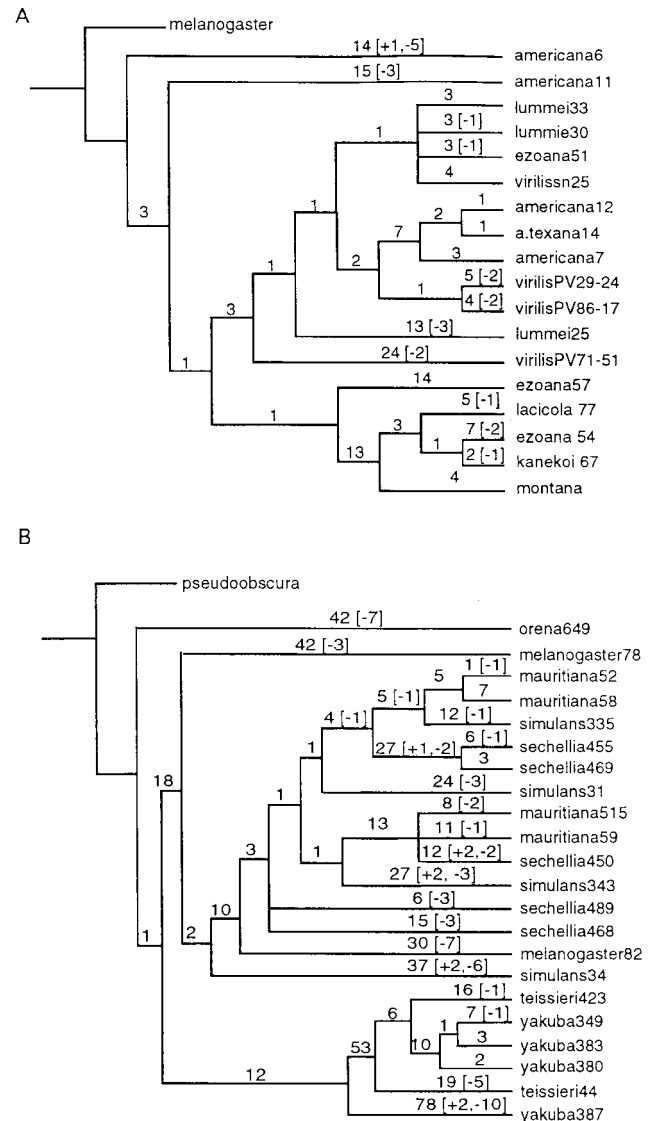 A
melanogaster
14 [+1,-5]
americana6
15 [-3]
americana11
3
lummei33
3 [-1]
lummie30
1
3 [-1]
ezoana51
4
virilissn25
1
americana12
1
2
1
a.texana14
7
3
americana7
3
2
5 [-2]
virilisPV29-24
1
4 [-2]
virilisPV86-17
1
13 [-3]
lummei25
3
24 [-2]
virilisPV71-51
1
14
ezoana57
5 [-1]
lacicola 77
1
3
7 [-2]
ezoana 54
13
1
2 [-1]
kanekoi 67
4
montana
B
pseudoobscura
42 [-7]
orena649
42 [-3]
melanogaster78
1 [-1]
mauritiana52
5
7
mauritiana58
5 [-1]
12 [-1]
simulans335
4 [-1]
6 [-1]
sechellia455
27 [+1,-2]
3
sechellia469
1
24 [-3]
simulans31
18
8 [-2]
mauritiana515
1
13
11 [-1]
mauritiana59
12 [+2,-2]
sechellia450
3
1
27 [+2, -3]
simulans343
6 [-3]
sechellia489
10
15 [-3]
sechellia468
1
2
30 [-7]
melanogaster82
37 [+2,-6]
simulans34
16 [-1]
teissieri423
6
7 [-1]
yakuba349
1
3
yakuba383
53
10
2
yakuba380
12
19 [-5]
teissieri44
78 [+2,-10]
yakuba387